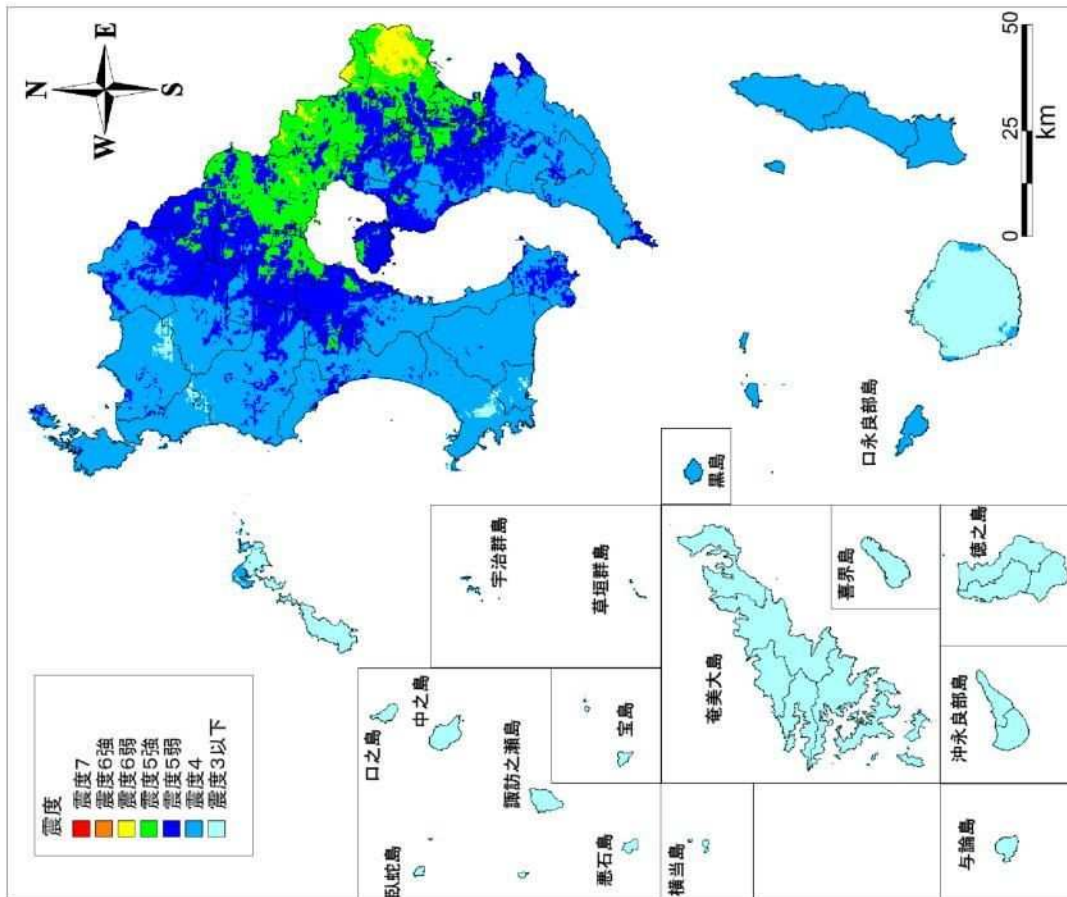 震度
震度7
震度6強
震度6弱
震度5強
震度5弱
震度4
震度3以下
N
W
E
S
口之島
中之島
臥蛇島
諏訪之瀬島
悪石島
宝島
横当島
宇治群島
草垣群島
黒島
口永良部島
奄美大島
喜界島
徳之島
沖永良部島
与論島
0
25
50
km